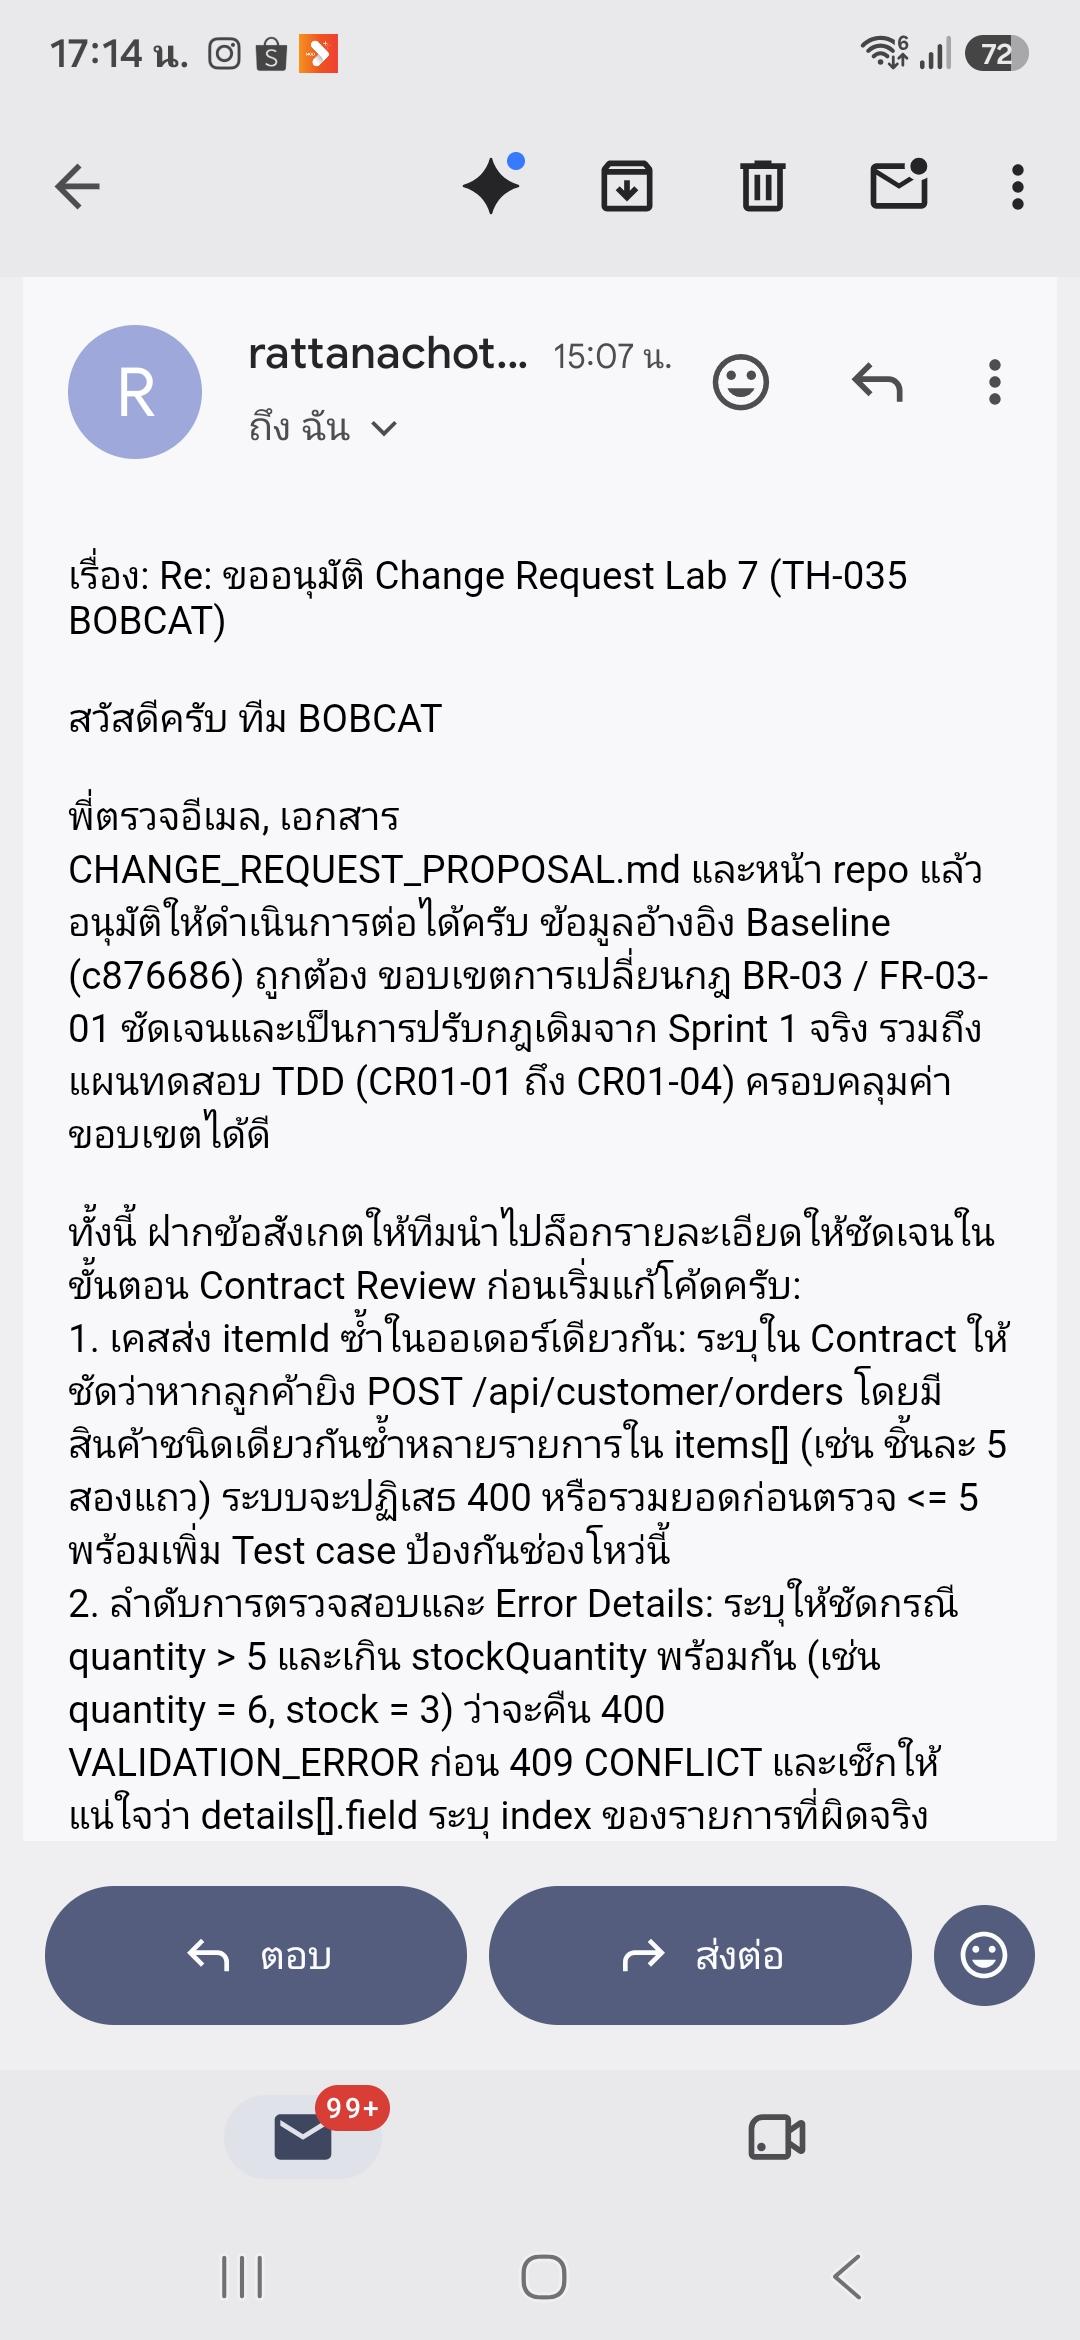 17:14 น.
6
72
R
rattanachot... 15:07 น.
ถึง ฉัน
เรื่อง: Re: ขออนุมัติ Change Request Lab 7 (TH-035
BOBCAT)
สวัสดีครับ ทีม BOBCAT
พี่ตรวจอีเมล, เอกสาร
CHANGE_REQUEST_PROPOSAL.md และหน้า repo แล้ว
อนุมัติให้ดำเนินการต่อได้ครับ ข้อมูลอ้างอิง Baseline
(c876686) ถูกต้อง ขอบเขตการเปลี่ยนกฎ BR-03 / FR-03-
01 ชัดเจนและเป็นการปรับกฎเดิมจาก Sprint 1 จริง รวมถึง
แผนทดสอบ TDD (CR01-01 ถึง CR01-04) ครอบคลุมค่า
ขอบเขตได้ดี
ทั้งนี้ ฝากข้อสังเกตให้ทีมนำไปล็อกรายละเอียดให้ชัดเจนใน
ขั้นตอน Contract Review ก่อนเริ่มแก้โค้ดครับ:
1. เคสส่ง itemId ซ้ำในออเดอร์เดียวกัน: ระบุใน Contract ให้
ชัดว่าหากลูกค้ายิง POST /api/customer/orders โดยมี
สินค้าชนิดเดียวกันซ้ำหลายรายการใน items[] (เช่น ชิ้นละ 5
สองแถว) ระบบจะปฏิเสธ 400 หรือรวมยอดก่อนตรวจ <= 5
พร้อมเพิ่ม Test case ป้องกันช่องโหว่นี้
2. ลำดับการตรวจสอบและ Error Details: ระบุให้ชัดกรณี
quantity > 5 และเกิน stockQuantity พร้อมกัน (เช่น
quantity = 6, stock = 3) ว่าจะคืน 400
VALIDATION_ERROR ก่อน 409 CONFLICT และเช็กให้
แน่ใจว่า details[].field ระบุ index ของรายการที่ผิดจริง
ตอบ
ส่งต่อ
99+